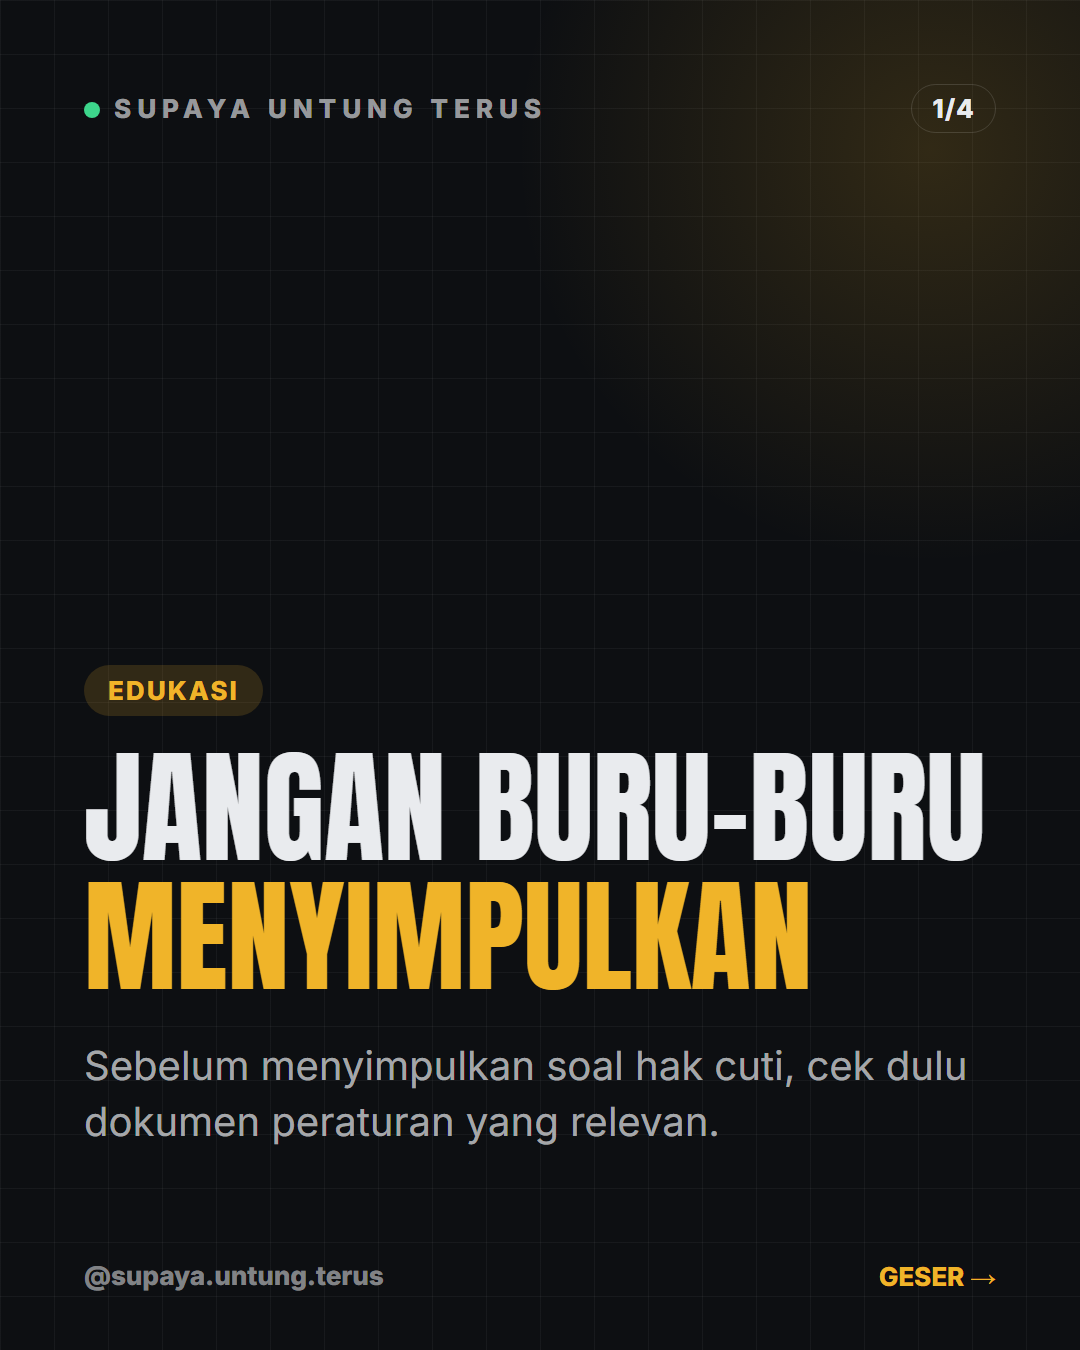 SUPAYA UNTUNG TERUS
1/4
EDUKASI
JANGAN BURU-BURU
MENYIMPULKAN
Sebelum menyimpulkan soal hak cuti, cek dulu
dokumen peraturan yang relevan.
@supaya.untung.terus
GESER →